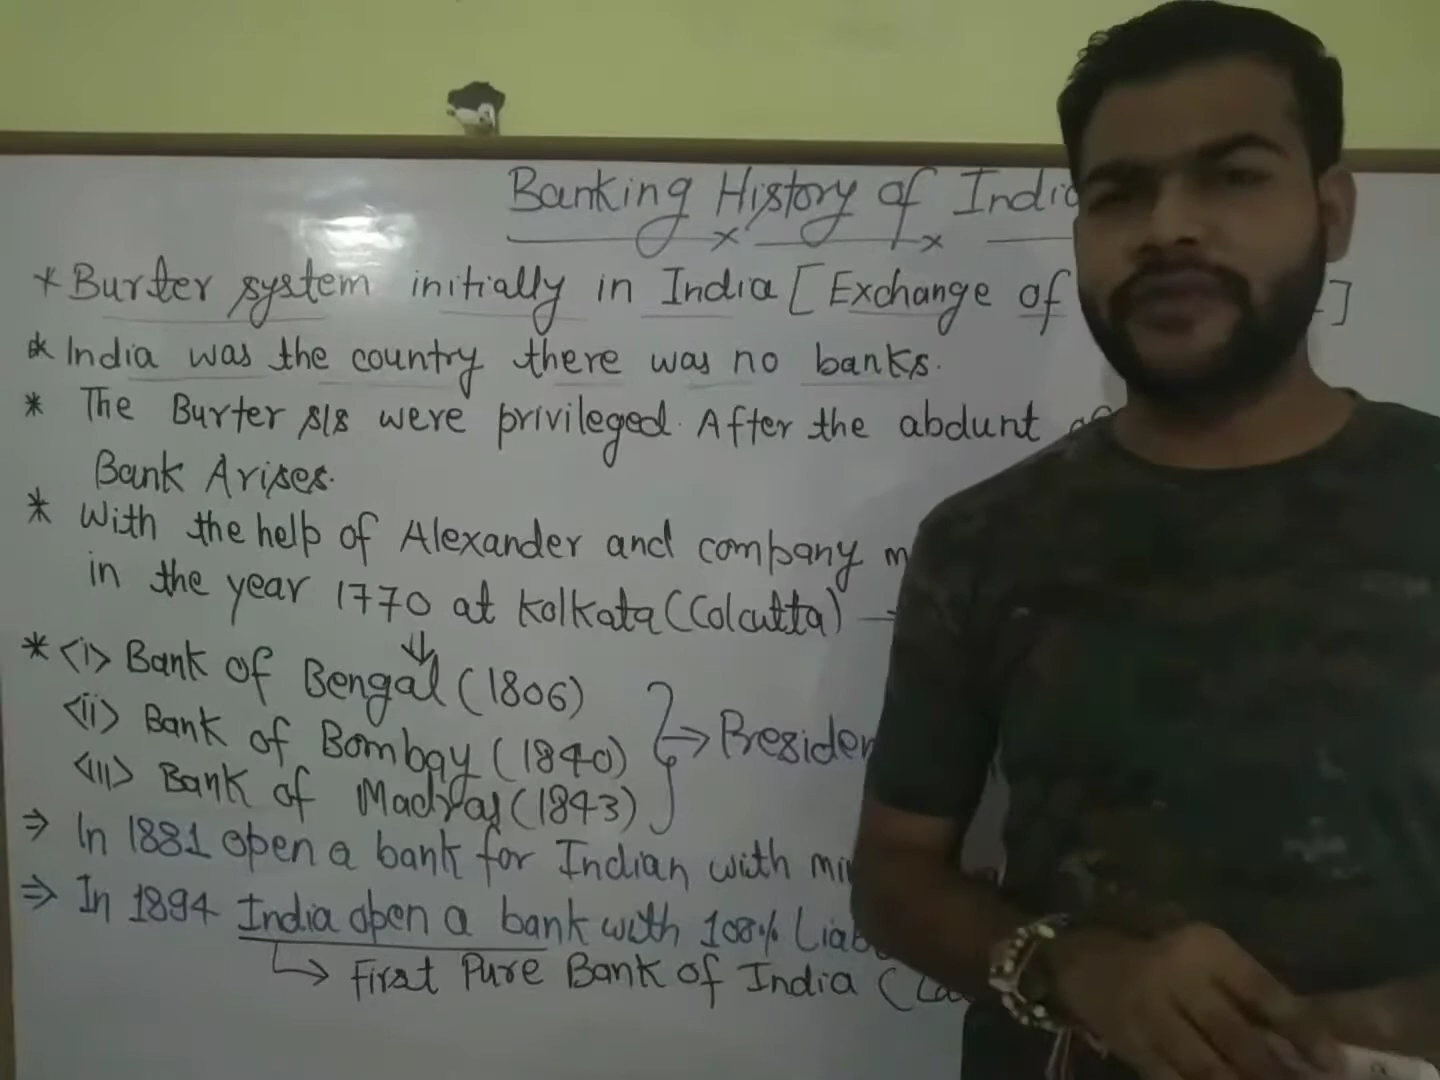 Banking History of India
* Burter system initially in India [Exchange of ]
* India was the country there was no banks.
* The Burter s/s were privileged. After the abdunt of
Bank Arises.
* With the help of Alexander and company
in the year 1770 at Kolkata (Colcutta) →
* <i> Bank of Bengal (1806)
<ii> Bank of Bombay (1840)
→ Presiden
<iii> Bank of Madras (1843)
⇒ In 1881 open a bank for Indian with
⇒ In 1894 India open a bank with 100% Liab
↳ First Pure Bank of India (